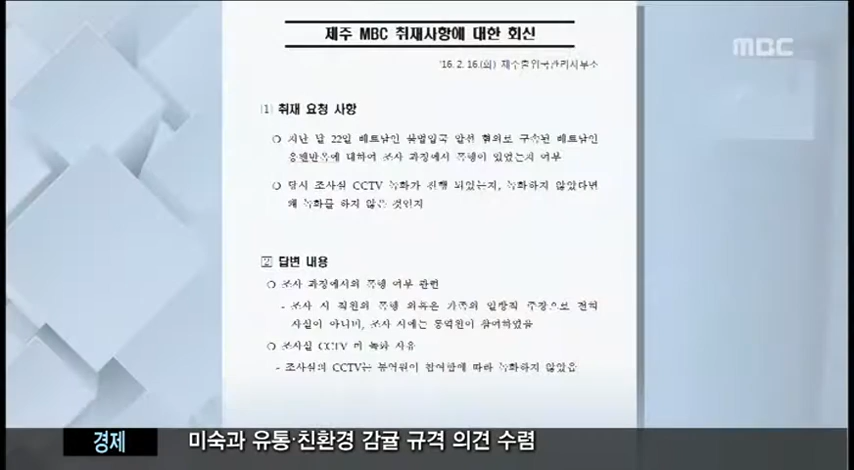 제주 MBC 취재사항에 대한 회신
MBC
'16. 2. 16.(화) 제주출입국관리사무소
[1] 취재 요청 사항
○ 지난 달 22일 베트남인 불법입국 알선 혐의로 구속된 베트남인
에 대하여 조사 과정에서 폭행이 있었는지 여부
○ 당시 조사실 CCTV 녹화가 진행 되었는지, 녹화하지 않았다면
왜 녹화를 하지 않은 것인지
[2] 답변 내용
○ 조사 과정에서의 폭행 여부 관련
- 조사 시 직원의 폭행 의혹은 가족의 일방적 주장으로 전혀
사실이 아니며, 조사 시에는 통역원이 참여하였음
○ 조사실 CCTV 미 녹화 사유
- 조사실의 CCTV는 통역원이 참여함에 따라 녹화하지 않았음
경제 미숙과 유통·친환경 감귤 규격 의견 수렴